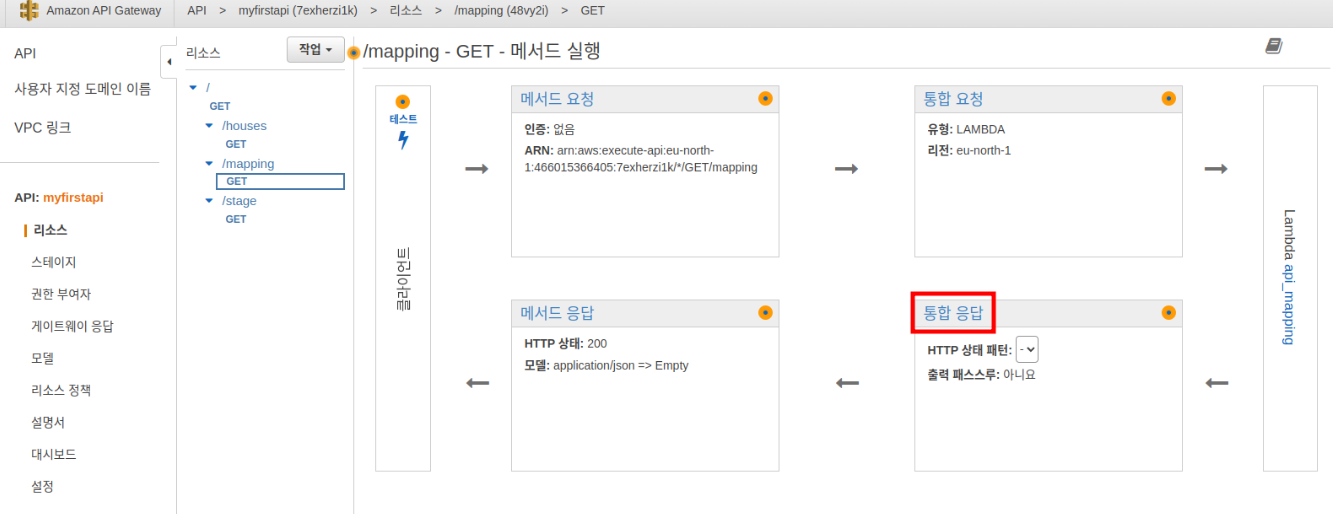 Amazon API Gateway
API > myfirstapi (7exherzi1k) > 리소스 > /mapping (48vy2i) > GET
API
사용자 지정 도메인 이름
VPC 링크
API: myfirstapi
리소스
스테이지
권한 부여자
게이트웨이 응답
모델
리소스 정책
설명서
대시보드
설정
리소스
작업
/
GET
/houses
GET
/mapping
GET
/stage
GET
/mapping - GET - 메서드 실행
테스트
클라이언트
메서드 요청
인증: 없음
ARN: arn:aws:execute-api:eu-north-
1:466015366405:7exherzi1k/*/GET/mapping
통합 요청
유형: LAMBDA
리전: eu-north-1
메서드 응답
HTTP 상태: 200
모델: application/json => Empty
통합 응답
HTTP 상태 패턴: -
출력 패스스루: 아니요
Lambda api_mapping